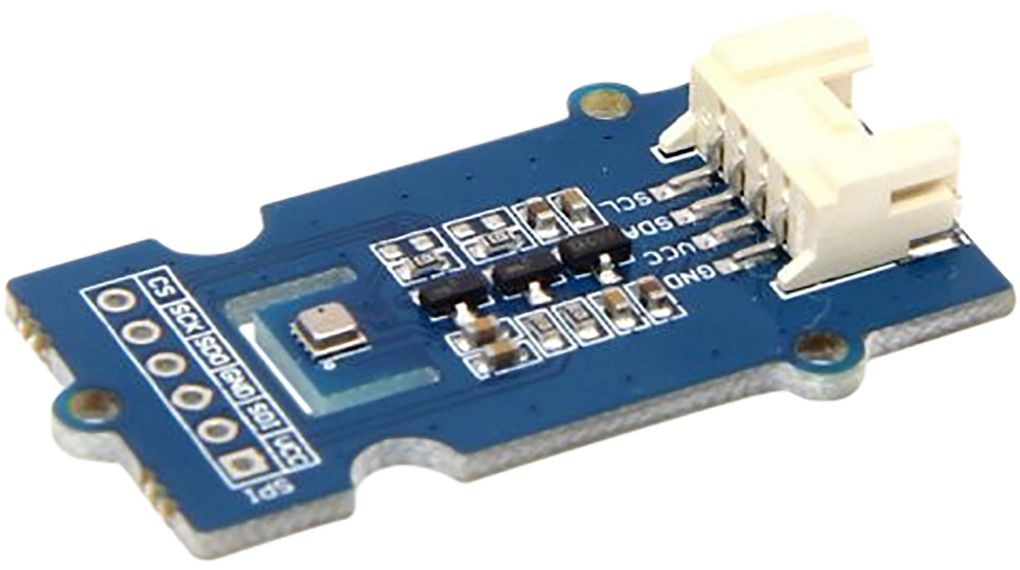 SCL
SDA
VCC
GND
CS
SCK
SDO
GND
SDI
VCC
SPI